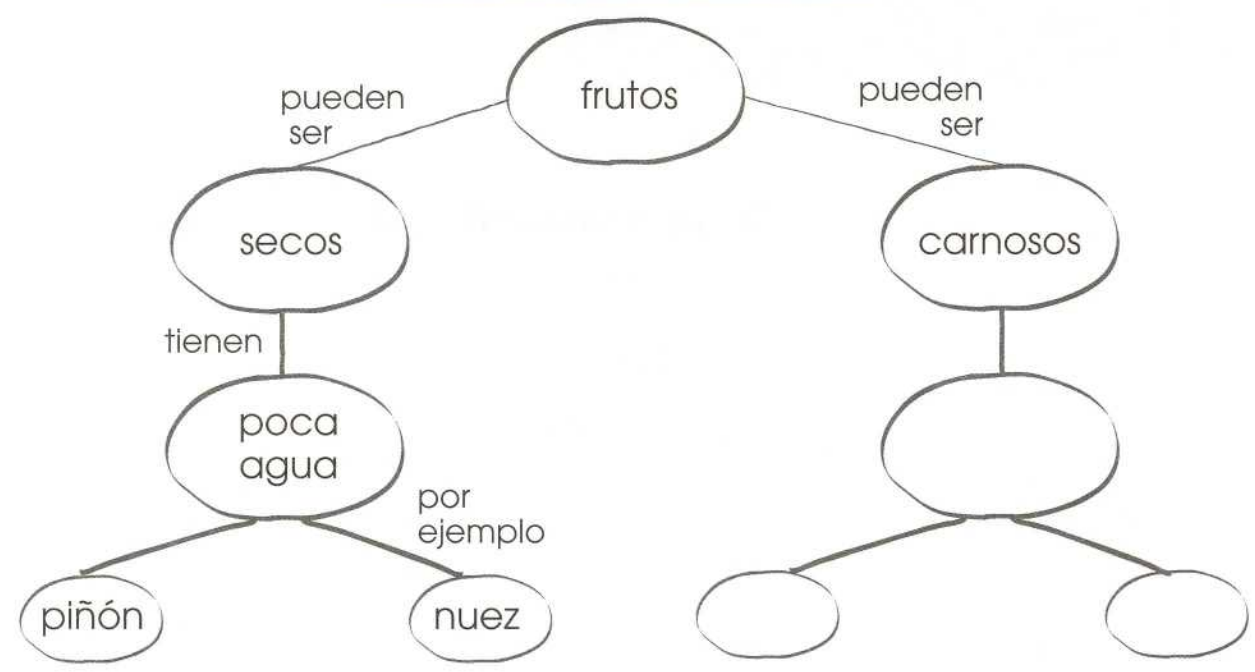 frutos
pueden
ser
pueden
ser
secos
carnosos
tienen
poca
agua
por
ejemplo
piñón
nuez